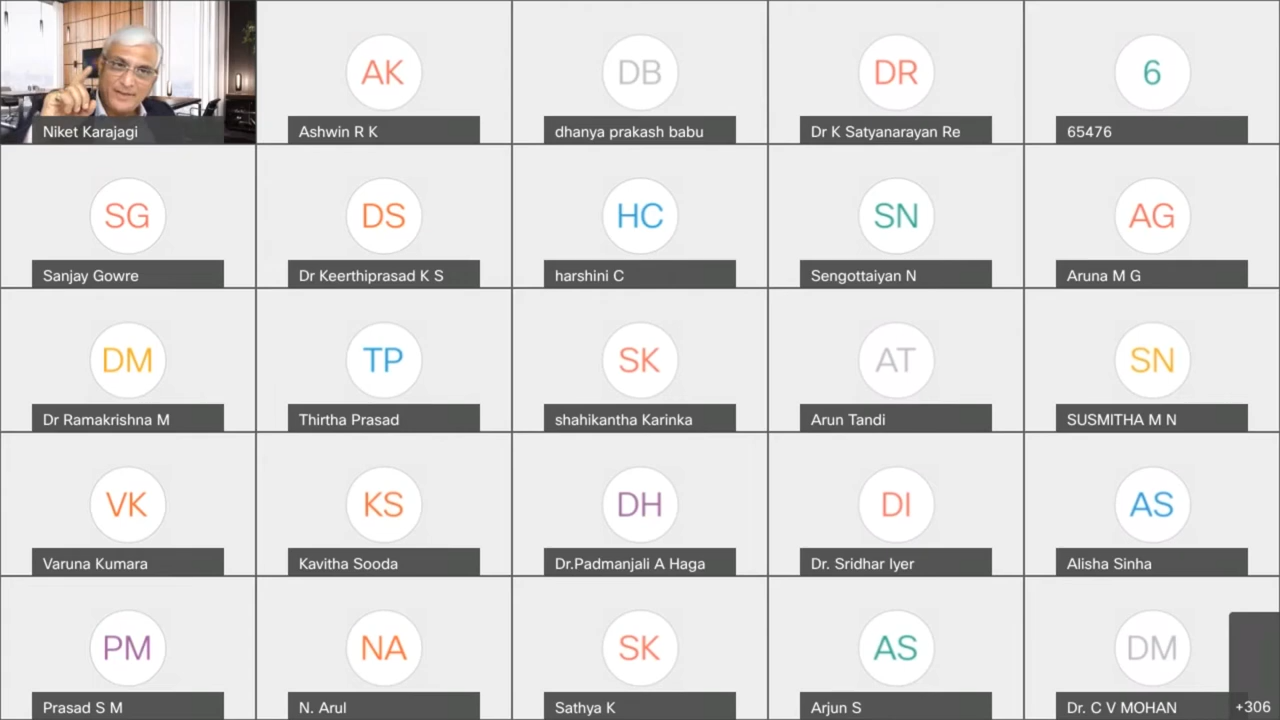 Niket Karajagi
AK
Ashwin R K
DB
dhanya prakash babu
DR
Dr K Satyanarayan Re
6
65476
SG
Sanjay Gowre
DS
Dr Keerthiprasad K S
HC
harshini C
SN
Sengottaiyan N
AG
Aruna M G
DM
Dr Ramakrishna M
TP
Thirtha Prasad
SK
shahikantha Karinka
AT
Arun Tandi
SN
SUSMITHA M N
VK
Varuna Kumara
KS
Kavitha Sooda
DH
Dr.Padmanjali A Haga
DI
Dr. Sridhar Iyer
AS
Alisha Sinha
PM
Prasad S M
NA
N. Arul
SK
Sathya K
AS
Arjun S
DM
Dr. C V MOHAN
+306